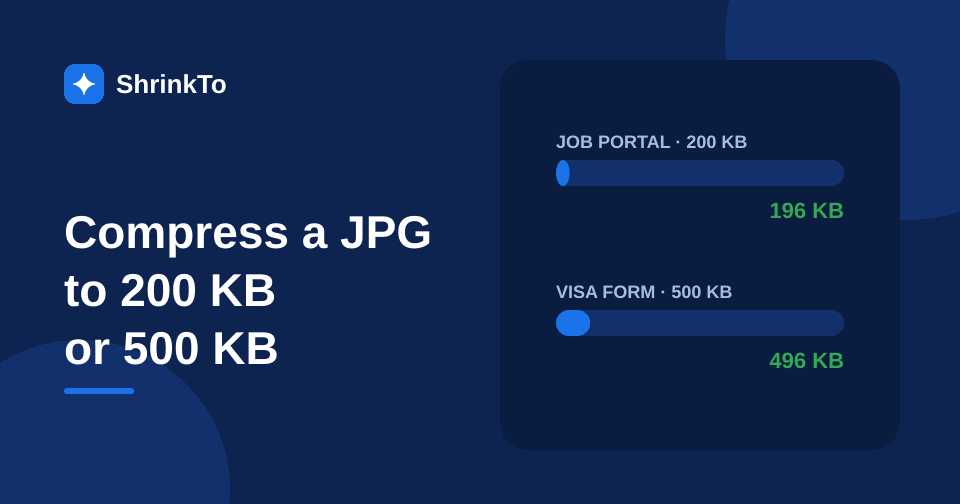 ShrinkTo
Compress a JPG
to 200 KB
or 500 KB
JOB PORTAL · 200 KB
196 KB
VISA FORM · 500 KB
496 KB